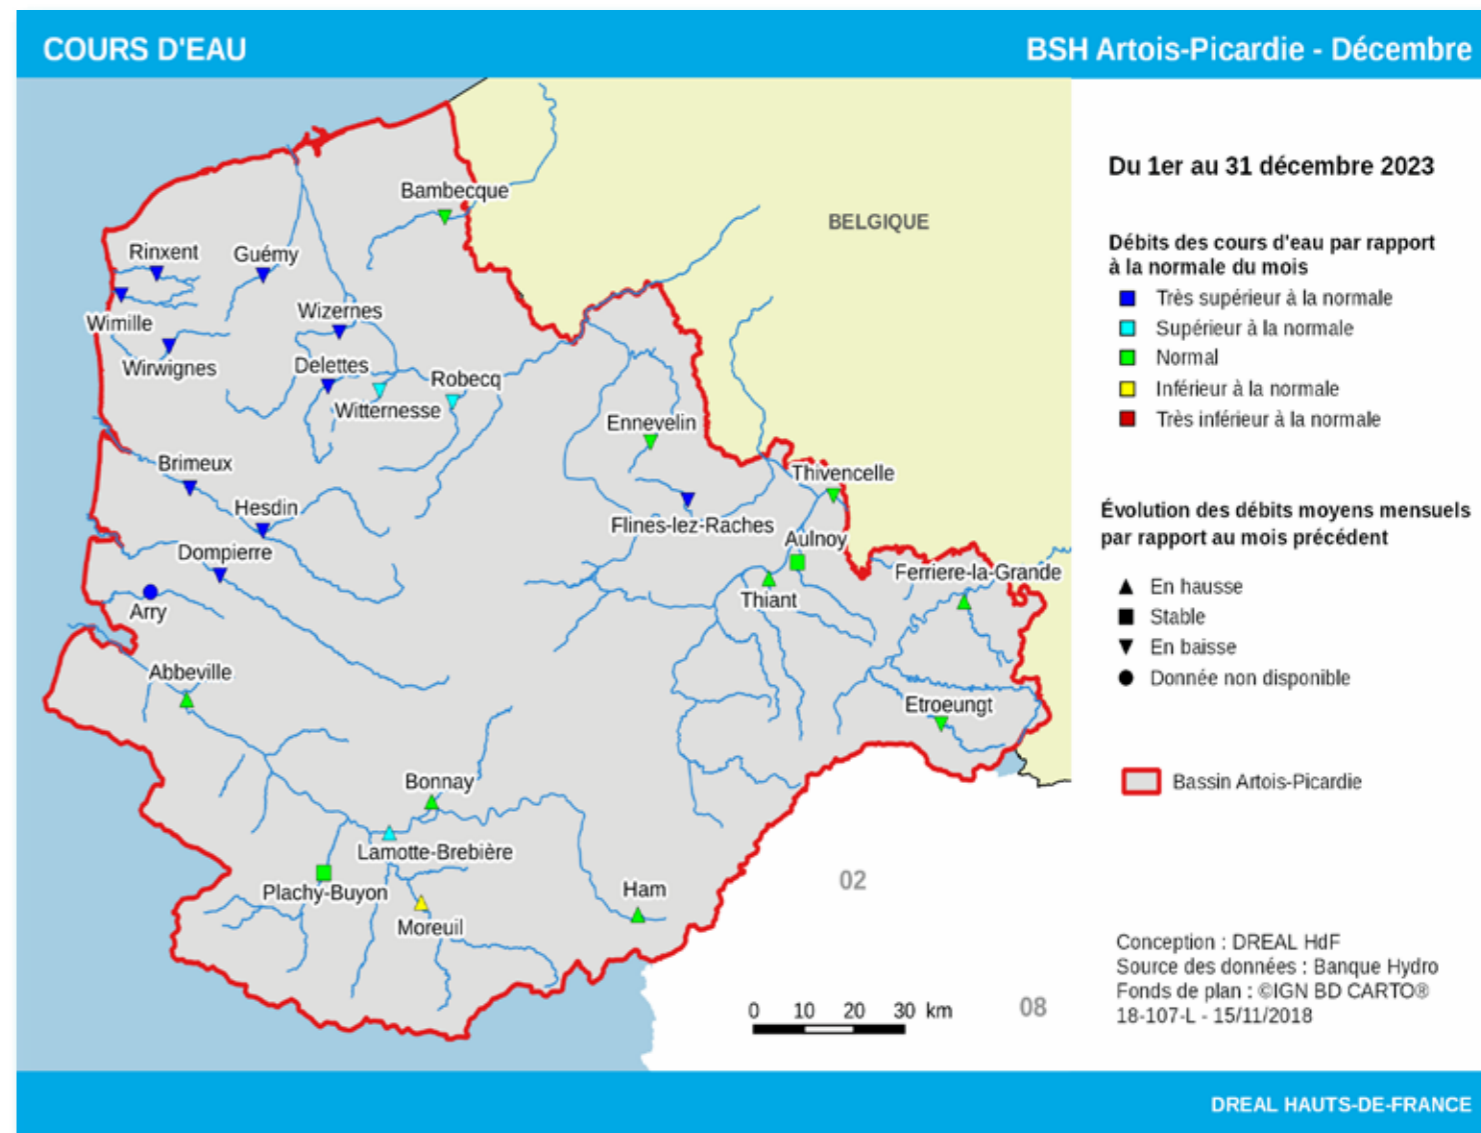 COURS D'EAU
BSH Artois-Picardie - Décembre
Du 1er au 31 décembre 2023
Débits des cours d'eau par rapport
à la normale du mois
Très supérieur à la normale
Supérieur à la normale
Normal
Inférieur à la normale
Très inférieur à la normale
Évolution des débits moyens mensuels
par rapport au mois précédent
En hausse
Stable
En baisse
Donnée non disponible
Bassin Artois-Picardie
Conception : DREAL HdF
Source des données : Banque Hydro
Fonds de plan : ©IGN BD CARTO®
18-107-L - 15/11/2018
BELGIQUE
Bambecque
Rinxent
Guémy
Wimille
Wizernes
Wirwignes
Delettes
Robecq
Witternesse
Ennevelin
Brimeux
Thivencelle
Hesdin
Flines-lez-Raches
Aulnoy
Dompierre
Ferriere-la-Grande
Thiant
Arry
Abbeville
Etroeungt
Bonnay
Lamotte-Brebière
Plachy-Buyon
Ham
Moreuil
02
08
0 10 20 30 km
DREAL HAUTS-DE-FRANCE